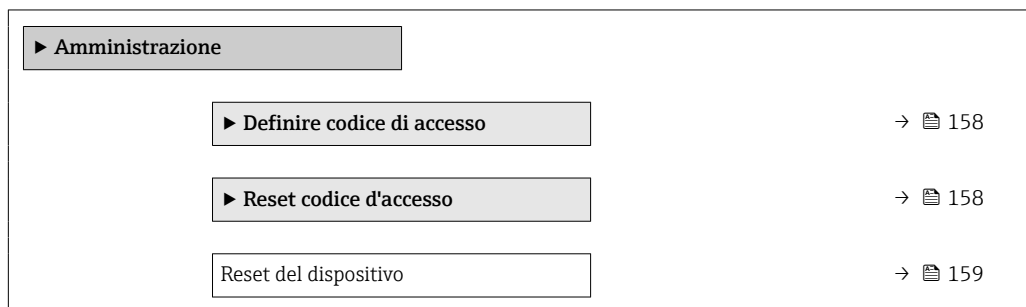 ▶ Amministrazione
▶ Definire codice di accesso → 158
▶ Reset codice d'accesso → 158
Reset del dispositivo → 159